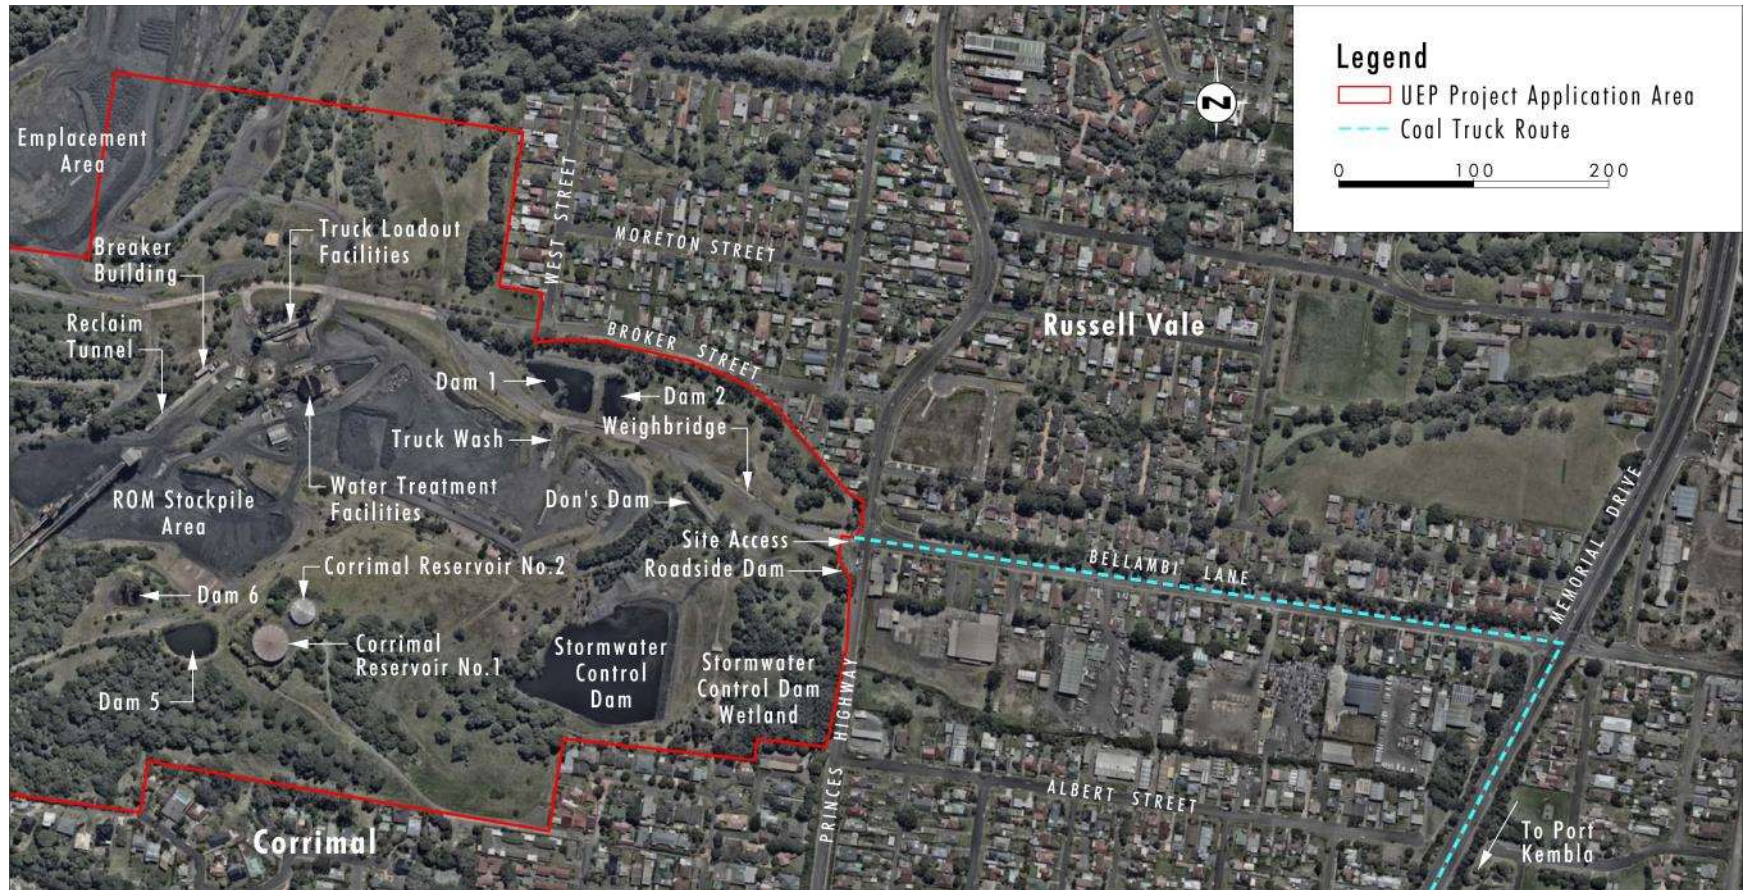 Legend
UEP Project Application Area
Coal Truck Route
0 100 200
Emplacement
Area
Breaker
Building
Truck Loadout
Facilities
Reclaim
Tunnel
WEST STREET
MORETON STREET
BROKER STREET
Russell Vale
Dam 1
Dam 2
Weighbridge
Truck Wash
ROM Stockpile
Area
Water Treatment
Facilities
Don's Dam
Site Access
Roadside Dam
BELLAMBI LANE
MEMORIAL DRIVE
Corrimal Reservoir No.2
Dam 6
Corrimal
Reservoir No.1
Dam 5
Stormwater
Control
Dam
Stormwater
Control Dam
Wetland
PRINCES HIGHWAY
ALBERT STREET
Corrimal
To Port
Kembla
N